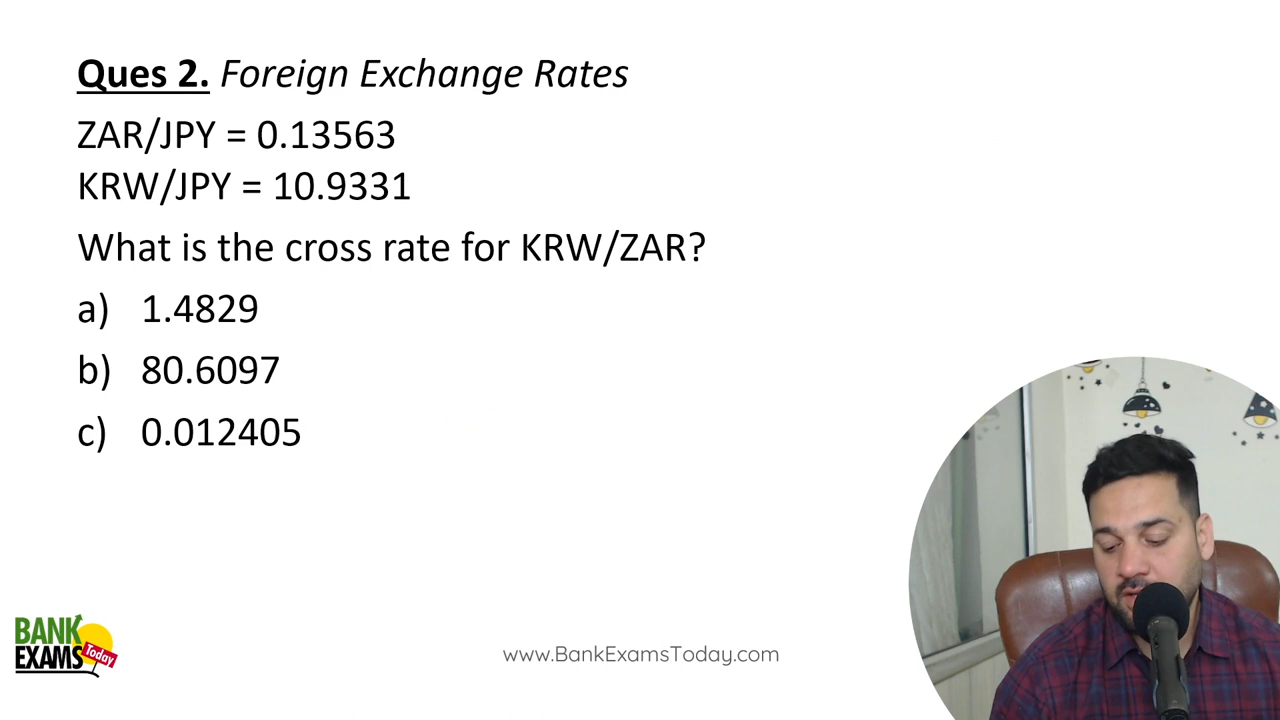 Ques 2. Foreign Exchange Rates
ZAR/JPY = 0.13563
KRW/JPY = 10.9331
What is the cross rate for KRW/ZAR?
a) 1.4829
b) 80.6097
c) 0.012405
BANK
EXAMS
Today
www.BankExamsToday.com